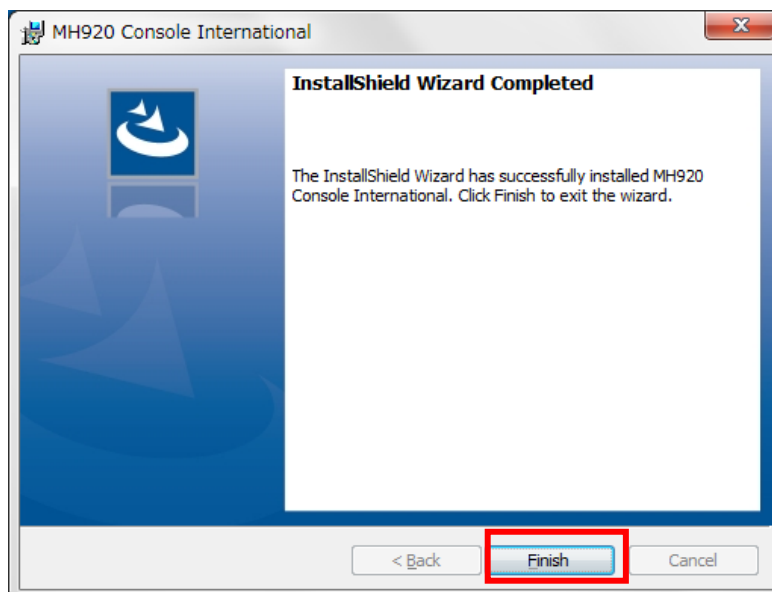 MH920 Console International
InstallShield Wizard Completed
The InstallShield Wizard has successfully installed MH920
Console International. Click Finish to exit the wizard.
< Back
Finish
Cancel